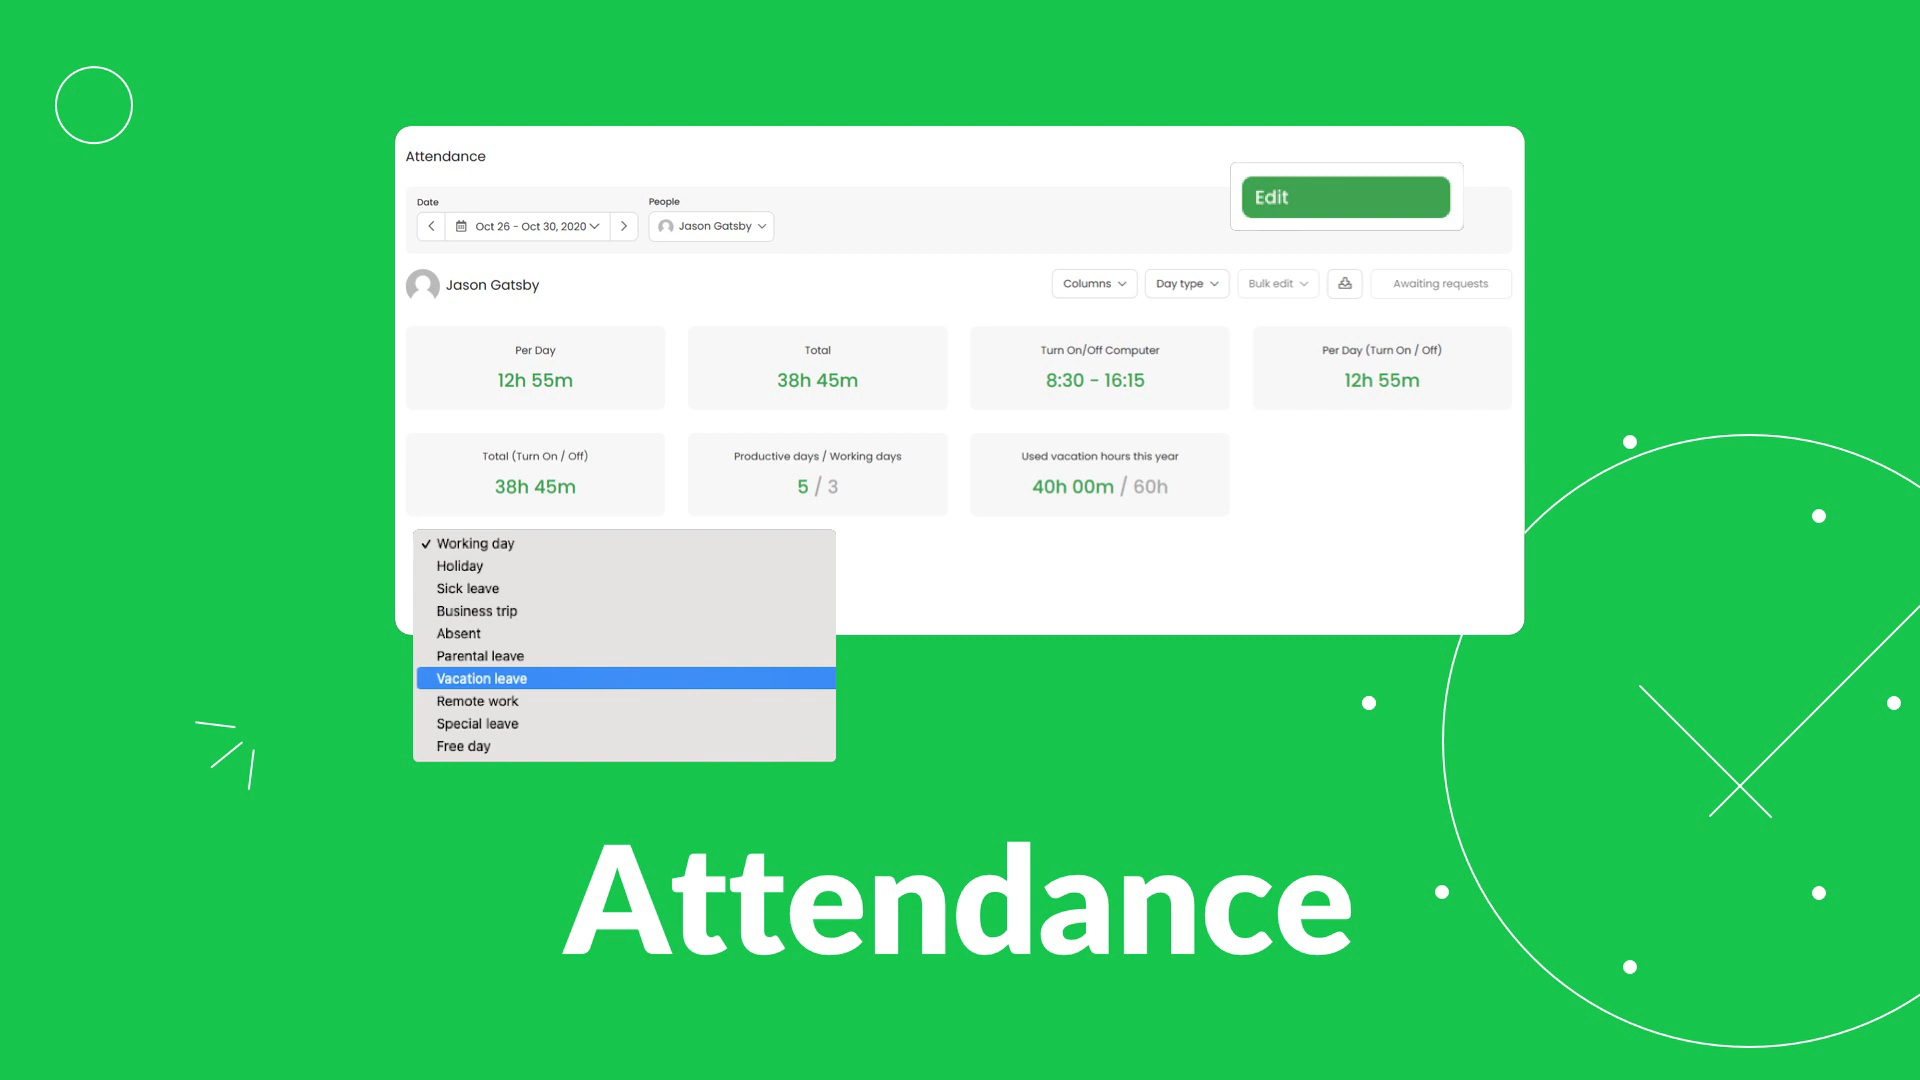 Attendance
Edit
Date
People
Oct 26 - Oct 30, 2020
Jason Gatsby
Jason Gatsby
Columns
Day type
Bulk edit
Awaiting requests
Per Day
Total
Turn On/Off Computer
Per Day (Turn On / Off)
12h 55m
38h 45m
8:30 - 16:15
12h 55m
Total (Turn On / Off)
Productive days / Working days
Used vacation hours this year
38h 45m
5 / 3
40h 00m / 60h
✓ Working day
Holiday
Sick leave
Business trip
Absent
Parental leave
Vacation leave
Remote work
Special leave
Free day
Attendance